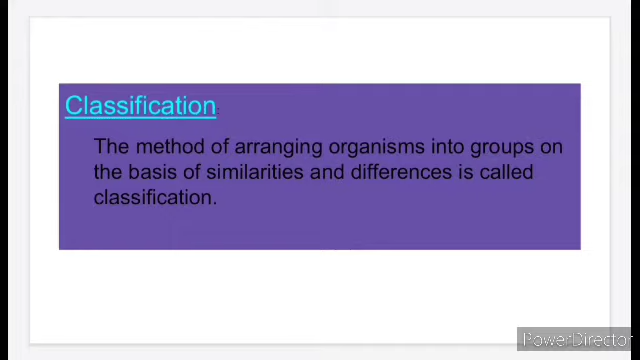 Classification
The method of arranging organisms into groups on
the basis of similarities and differences is called
classification.
PowerDirector